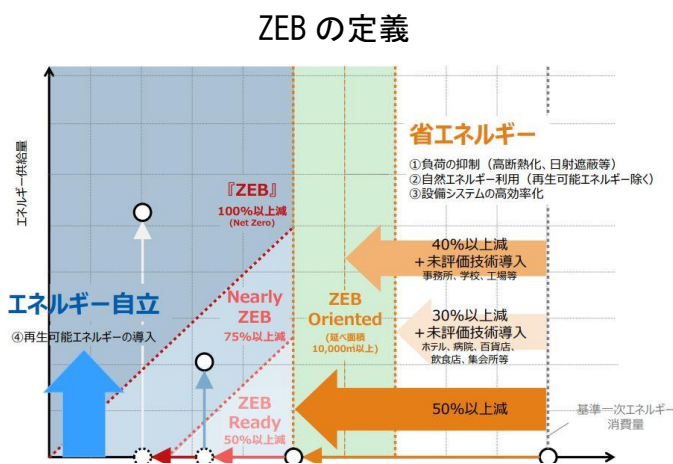 ZEB の定義
エネルギー供給量
省エネルギー
①負荷の抑制（高断熱化、日射遮蔽等）
②自然エネルギー利用（再生可能エネルギー除く）
③設備システムの高効率化
『ZEB』
100%以上減
(Net Zero)
40%以上減
＋未評価技術導入
事務所、学校、工場等
エネルギー自立
④再生可能エネルギーの導入
Nearly
ZEB
75%以上減
ZEB
Oriented
(延べ面積
10,000㎡以上)
30%以上減
＋未評価技術導入
ホテル、病院、百貨店、
飲食店、集会所等
ZEB
Ready
50%以上減
50%以上減
基準一次エネルギー
消費量